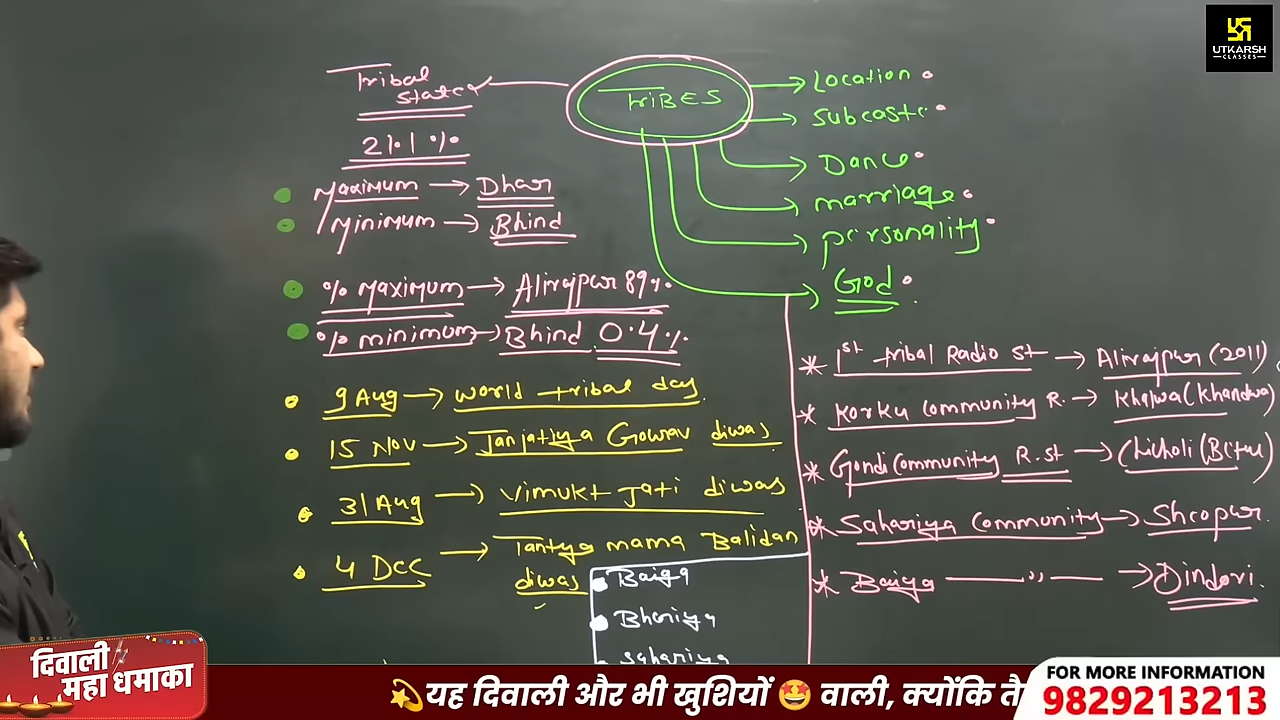 UTKARSH
CLASSES
Tribal
State
21.1 %
Maximum → Dhar
Minimum → Bhind
% Maximum → Alirajpur 89%
% minimum → Bhind 0.4%
TRIBES
Location
Subcaste
Dance
marriage
personality
God
9 Aug → World tribal day
15 Nov → Janjatiya Gourav diwas
31 Aug → Vimukt Jati diwas
4 Dec → Tantya mama Balidan
diwas
Baiga
Bhariya
Sahariya
* 1st tribal Radio St → Alirajpur (2011)
* Korku Community R. → Khalwa (Khandwa)
* Gondi Community R.st → Chicholi (Betul)
* Sahariya Community → Sheopur
* Baiga —— " —— → Dindori
दिवाली
महा धमाका
यह दिवाली और भी खुशियों 🤩 वाली, क्योंकि
FOR MORE INFORMATION
9829213213